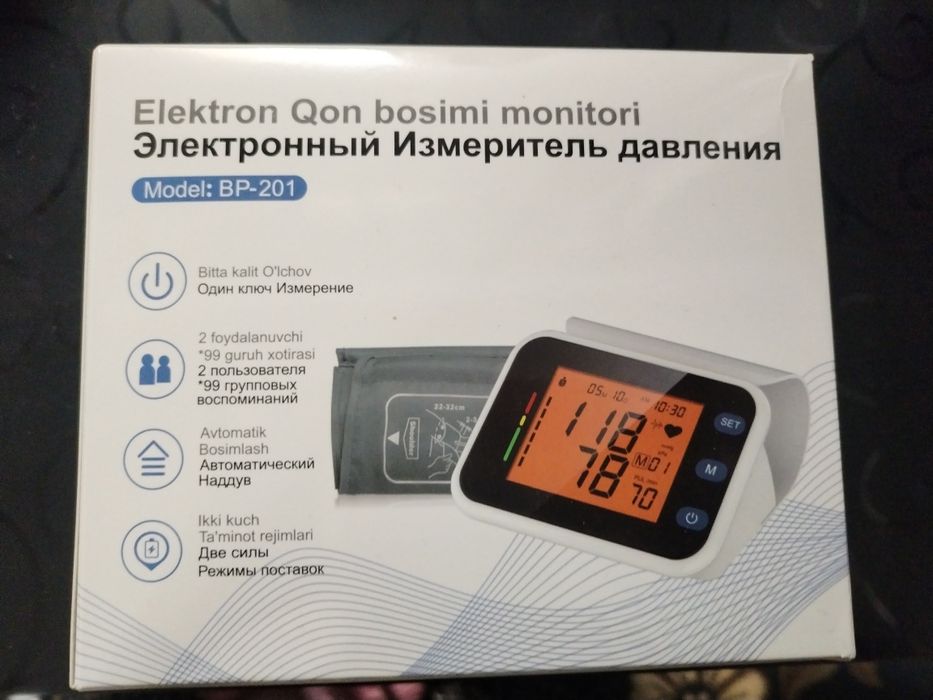 Elektron Qon bosimi monitori
Электронный Измеритель давления
Model: BP-201
Bitta kalit O'lchov
Один ключ Измерение
2 foydalanuvchi
*99 guruh xotirasi
2 пользователя
*99 групповых
воспоминаний
Avtomatik
Bosimlash
Автоматический
Наддув
Ikki kuch
Ta'minot rejimlari
Две силы
Режимы поставок
22-32cm
10:30
118
78
M 01
70
SET
M